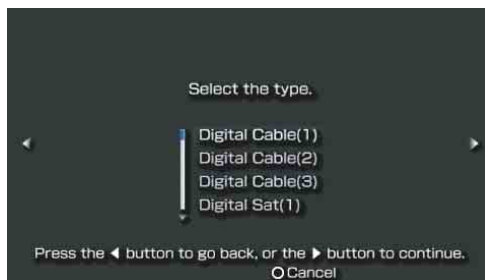 Select the type.
Digital Cable(1)
Digital Cable(2)
Digital Cable(3)
Digital Sat(1)
Press the ◀ button to go back, or the ▶ button to continue.
O Cancel